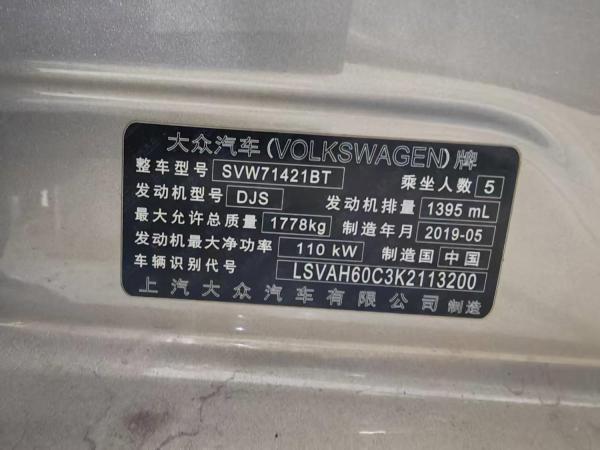 大众汽车(VOLKSWAGEN)牌
整车型号 SVW71421BT 乘坐人数 5
发动机型号 DJS 发动机排量 1395 mL
最大允许总质量 1778kg 制造年月 2019-05
发动机最大净功率 110 kW 制造国 中国
车辆识别代号 LSVAH60C3K2113200
上汽大众汽车有限公司 制造